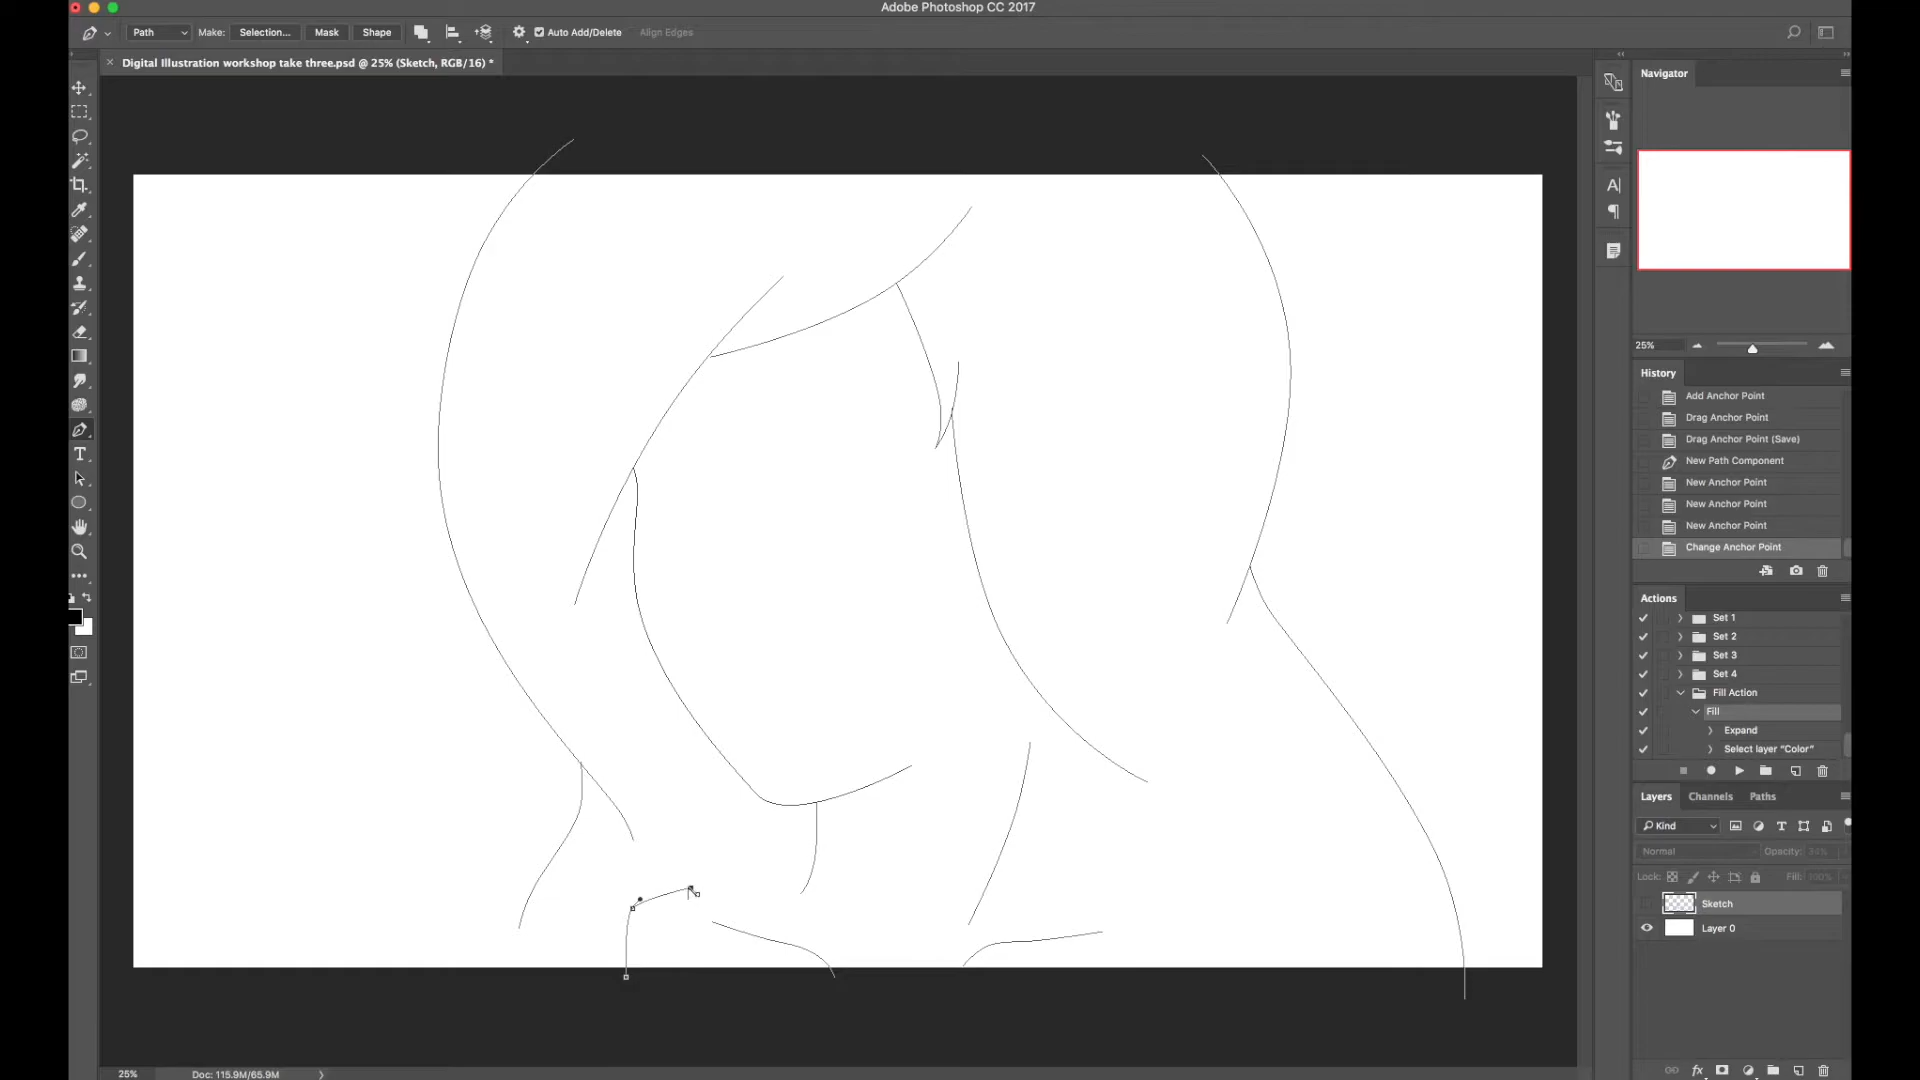 Adobe Photoshop CC 2017
Path Make: Selection... Mask Shape Auto Add/Delete Align Edges
× Digital Illustration workshop take three.psd @ 25% (Sketch, RGB/16) *
Navigator
25%
History
Add Anchor Point
Drag Anchor Point
Drag Anchor Point (Save)
New Path Component
New Anchor Point
New Anchor Point
New Anchor Point
Change Anchor Point
Actions
Set 1
Set 2
Set 3
Set 4
Fill Action
Fill
Expand
Select layer “Color”
Layers Channels Paths
Kind
Normal Opacity: 34%
Lock: Fill: 100%
Sketch
Layer 0
25% Doc: 115.9M/65.9M